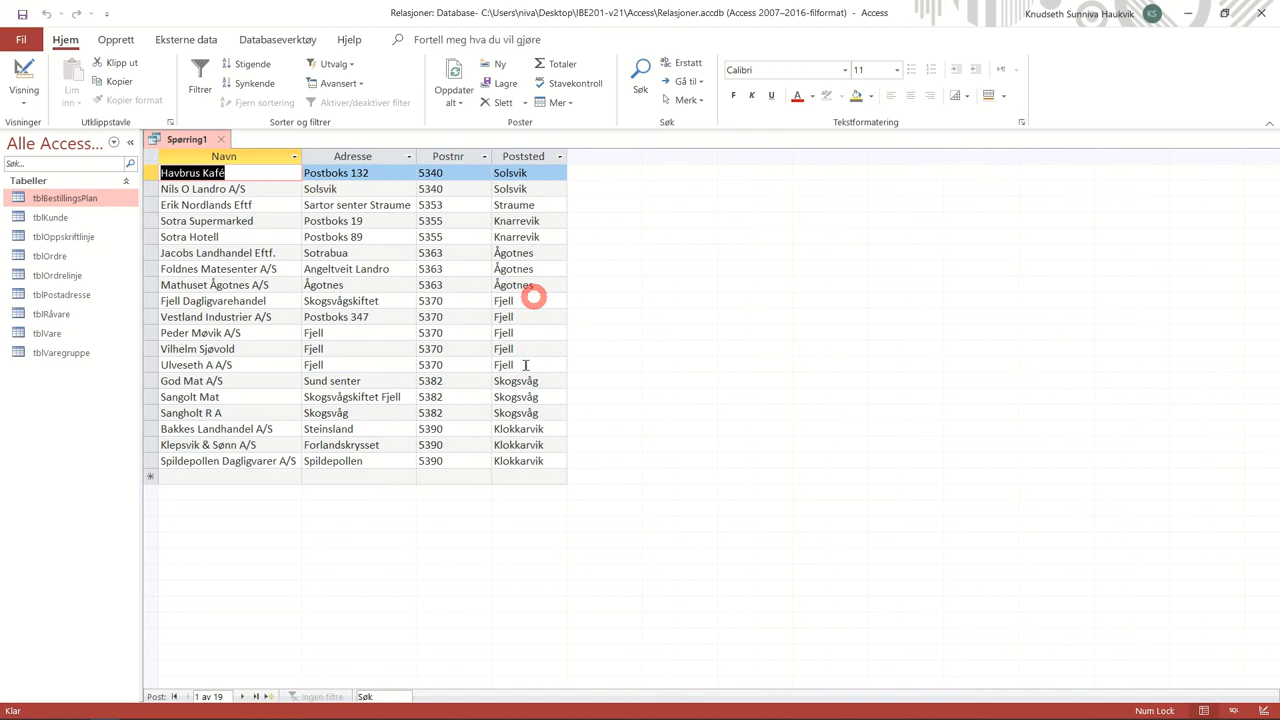 Relasjoner: Database- C:\Users\niva\Desktop\IBE201-v21\Access\Relasjoner.accdb (Access 2007–2016-filformat) - Access
Knudseth Sunniva Haukvik KS
Fil Hjem Opprett Eksterne data Databaseverktøy Hjelp Fortell meg hva du vil gjøre
Visning
Visninger
Lim inn
Klipp ut
Kopier
Kopier format
Utklippstavle
Filtrer
Stigende
Synkende
Fjern sortering
Utvalg
Avansert
Aktiver/deaktiver filter
Sorter og filtrer
Oppdater alt
Ny
Lagre
Slett
Totaler
Stavekontroll
Mer
Poster
Søk
Erstatt
Gå til
Merk
Søk
Calibri 11
F K U
Tekstformatering
Alle Access...
Søk...
Tabeller
tblBestillingsPlan
tblKunde
tblOppskriftlinje
tblOrdre
tblOrdrelinje
tblPostadresse
tblRåvare
tblVare
tblVaregruppe
Spørring1
Navn Adresse Postnr Poststed
Havbrus Kafé Postboks 132 5340 Solsvik
Nils O Landro A/S Solsvik 5340 Solsvik
Erik Nordlands Eftf Sartor senter Straume 5353 Straume
Sotra Supermarked Postboks 19 5355 Knarrevik
Sotra Hotell Postboks 89 5355 Knarrevik
Jacobs Landhandel Eftf. Sotrabua 5363 Ågotnes
Foldnes Matesenter A/S Angeltveit Landro 5363 Ågotnes
Mathuset Ågotnes A/S Ågotnes 5363 Ågotnes
Fjell Dagligvarehandel Skogsvågskiftet 5370 Fjell
Vestland Industrier A/S Postboks 347 5370 Fjell
Peder Møvik A/S Fjell 5370 Fjell
Vilhelm Sjøvold Fjell 5370 Fjell
Ulveseth A A/S Fjell 5370 Fjell
God Mat A/S Sund senter 5382 Skogsvåg
Sangolt Mat Skogsvågskiftet Fjell 5382 Skogsvåg
Sangholt R A Skogsvåg 5382 Skogsvåg
Bakkes Landhandel A/S Steinsland 5390 Klokkarvik
Klepsvik & Sønn A/S Forlandskrysset 5390 Klokkarvik
Spildepollen Dagligvarer A/S Spildepollen 5390 Klokkarvik
Post: 1 av 19 Ingen filtre Søk
Klar Num Lock SQL